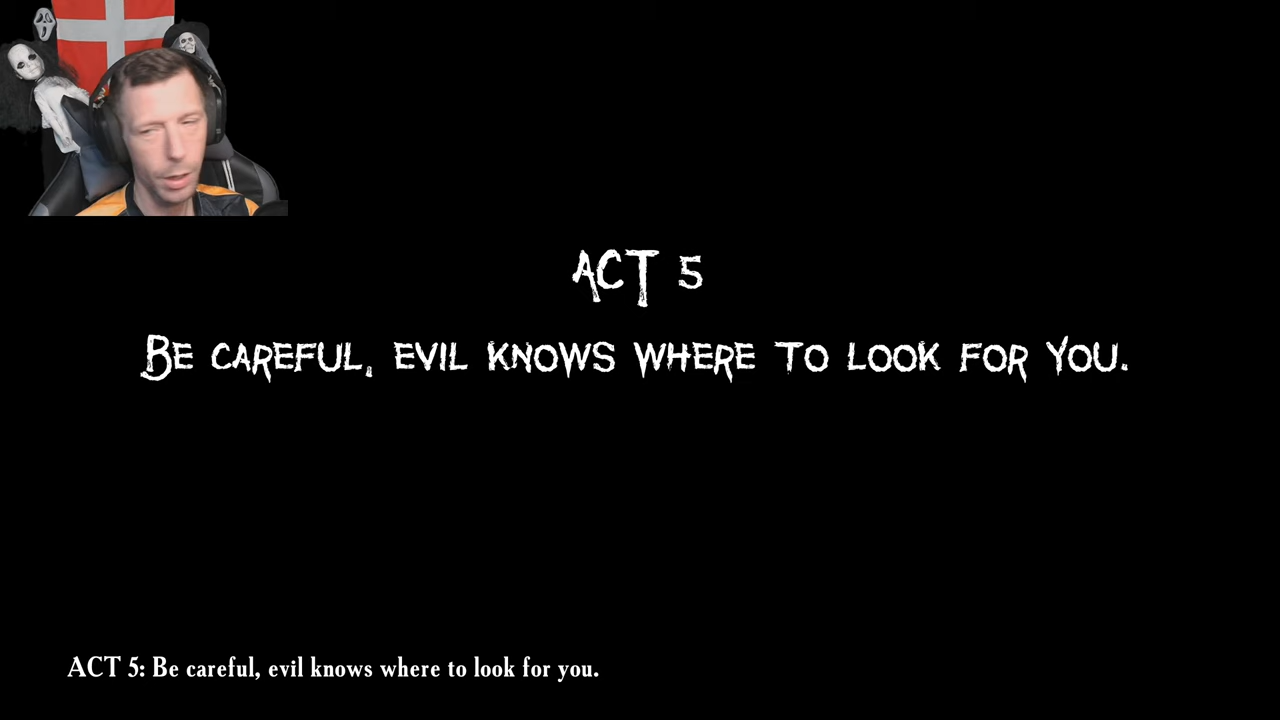 ACT 5
BE CAREFUL, EVIL KNOWS WHERE TO LOOK FOR YOU.
ACT 5: Be careful, evil knows where to look for you.